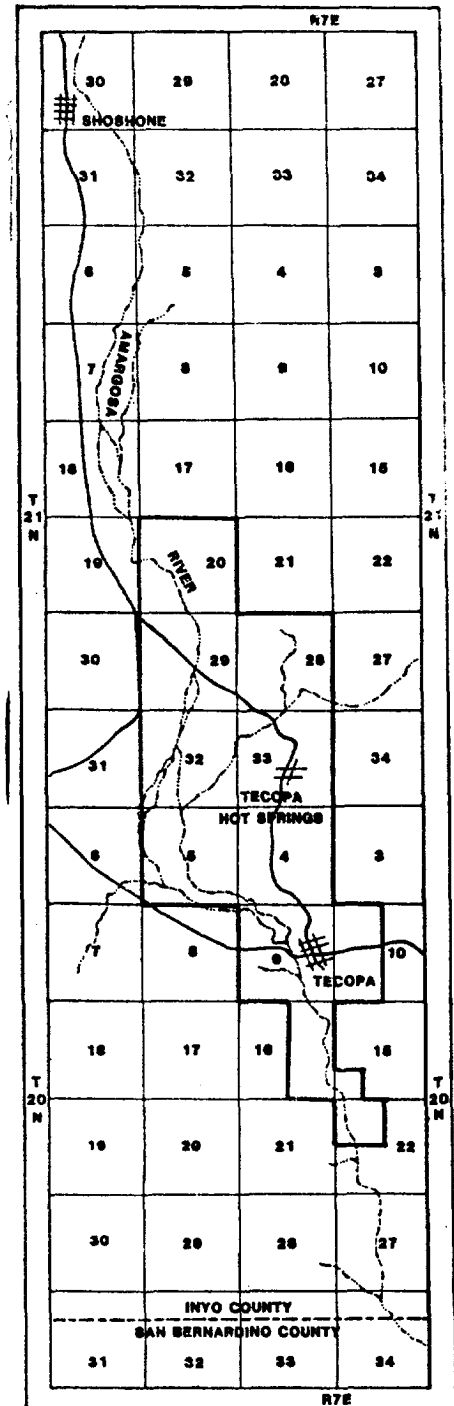 R7E
30 29 20 27
SHOSHONE
31 32 33 34
6 5 4 3
AMARGOSA
7 8 9 10
18 17 16 15
T 21 N
T 21 N
19 20 21 22
RIVER
30 29 28 27
31 32 33 34
TECOPA
HOT SPRINGS
6 5 4 3
7 8 9 10
TECOPA
18 17 16 15
T 20 N
T 20 N
19 20 21 22
30 29 28 27
INYO COUNTY
SAN BERNARDINO COUNTY
31 32 33 34
R7E